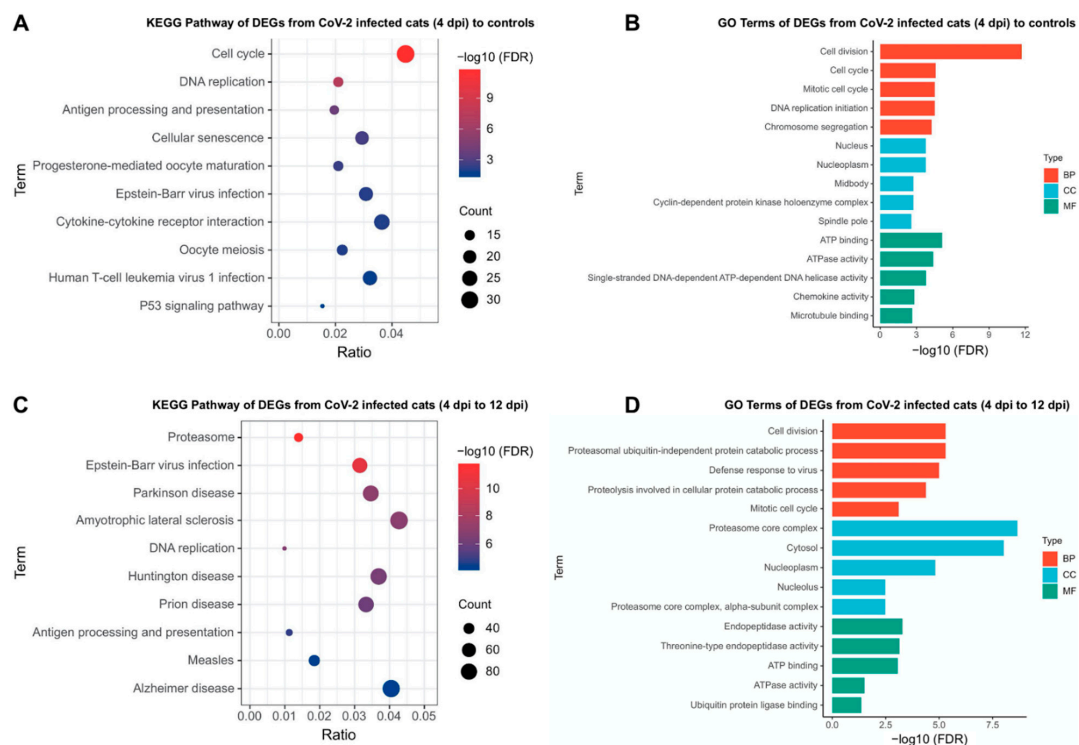 A
KEGG Pathway of DEGs from CoV-2 infected cats (4 dpi) to controls
Term
Cell cycle
DNA replication
Antigen processing and presentation
Cellular senescence
Progesterone-mediated oocyte maturation
Epstein-Barr virus infection
Cytokine-cytokine receptor interaction
Oocyte meiosis
Human T-cell leukemia virus 1 infection
P53 signaling pathway
0.00 0.02 0.04
Ratio
−log10 (FDR)
9
6
3
Count
15
20
25
30
B
GO Terms of DEGs from CoV-2 infected cats (4 dpi) to controls
Term
Cell division
Cell cycle
Mitotic cell cycle
DNA replication initiation
Chromosome segregation
Nucleus
Nucleoplasm
Midbody
Cyclin-dependent protein kinase holoenzyme complex
Spindle pole
ATP binding
ATPase activity
Single-stranded DNA-dependent ATP-dependent DNA helicase activity
Chemokine activity
Microtubule binding
0 3 6 9 12
−log10 (FDR)
Type
BP
CC
MF
C
KEGG Pathway of DEGs from CoV-2 infected cats (4 dpi to 12 dpi)
Term
Proteasome
Epstein-Barr virus infection
Parkinson disease
Amyotrophic lateral sclerosis
DNA replication
Huntington disease
Prion disease
Antigen processing and presentation
Measles
Alzheimer disease
0.00 0.01 0.02 0.03 0.04 0.05
Ratio
−log10 (FDR)
10
8
6
Count
40
60
80
D
GO Terms of DEGs from CoV-2 infected cats (4 dpi to 12 dpi)
Term
Cell division
Proteasomal ubiquitin-independent protein catabolic process
Defense response to virus
Proteolysis involved in cellular protein catabolic process
Mitotic cell cycle
Proteasome core complex
Cytosol
Nucleoplasm
Nucleolus
Proteasome core complex, alpha-subunit complex
Endopeptidase activity
Threonine-type endopeptidase activity
ATP binding
ATPase activity
Ubiquitin protein ligase binding
0.0 2.5 5.0 7.5
−log10 (FDR)
Type
BP
CC
MF